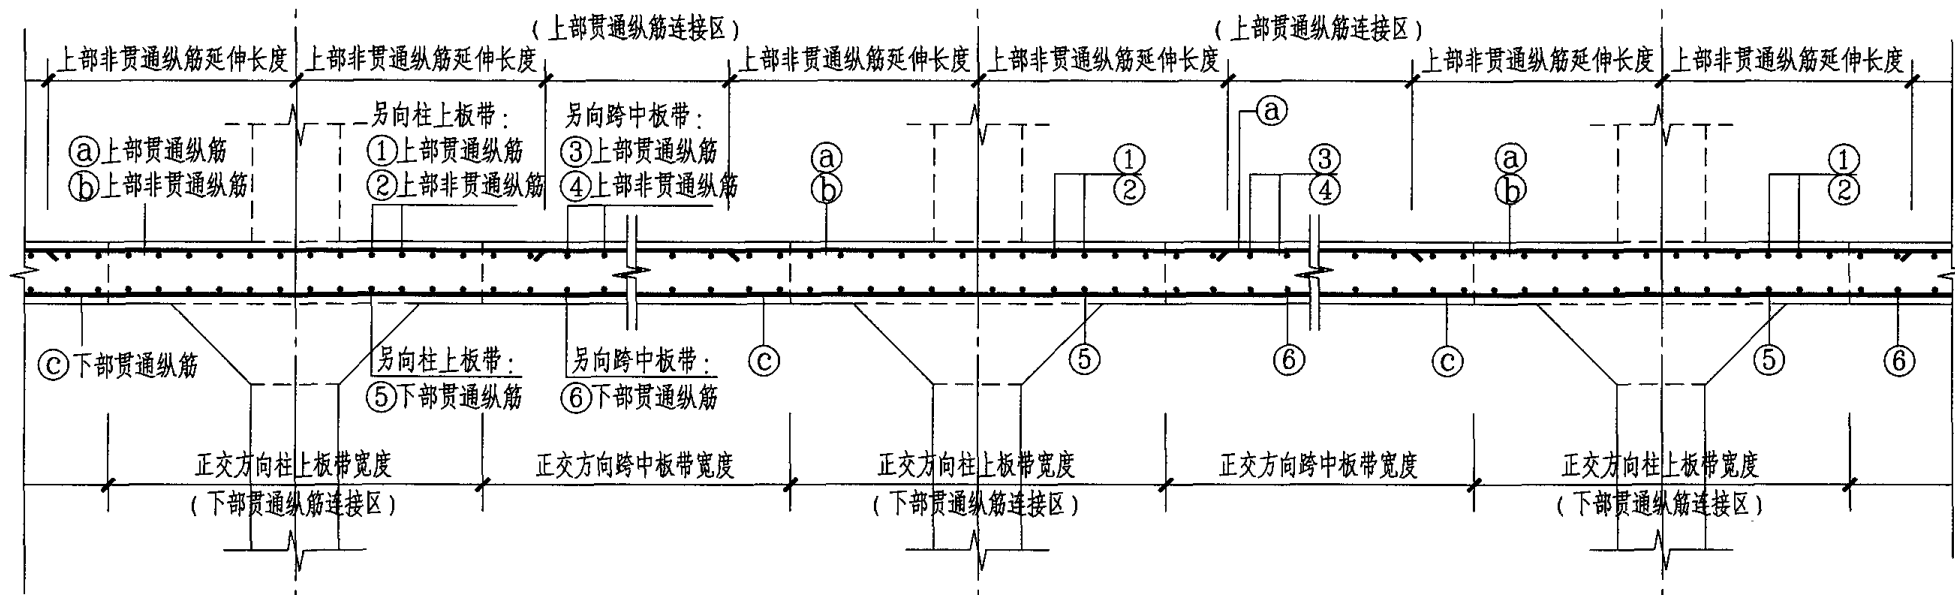 (上部贯通纵筋连接区) (上部贯通纵筋连接区)
上部非贯通纵筋延伸长度 上部非贯通纵筋延伸长度 上部非贯通纵筋延伸长度 上部非贯通纵筋延伸长度 上部非贯通纵筋延伸长度 上部非贯通纵筋延伸长度
另向柱上板带: 另向跨中板带: ⓐ
ⓐ上部贯通纵筋 ①上部贯通纵筋 ③上部贯通纵筋 ⓐ ① ③ ⓐ ①
ⓑ上部非贯通纵筋 ②上部非贯通纵筋 ④上部非贯通纵筋 ⓑ ② ④ ⓑ ②
ⓒ下部贯通纵筋 另向柱上板带: 另向跨中板带: ⓒ ⑤ ⑥ ⓒ ⑤ ⑥
⑤下部贯通纵筋 ⑥下部贯通纵筋
正交方向柱上板带宽度 正交方向跨中板带宽度 正交方向柱上板带宽度 正交方向跨中板带宽度 正交方向柱上板带宽度
(下部贯通纵筋连接区) (下部贯通纵筋连接区) (下部贯通纵筋连接区)